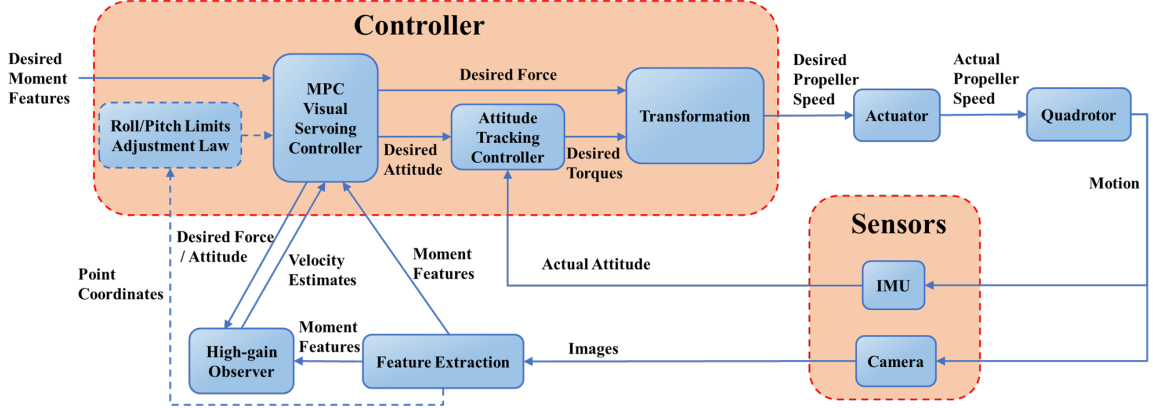 Controller
Desired
Moment
Features
MPC
Visual
Servoing
Controller
Roll/Pitch Limits
Adjustment Law
Desired Force
Desired
Attitude
Attitude
Tracking
Controller
Desired
Torques
Transformation
Desired
Propeller
Speed
Actuator
Actual
Propeller
Speed
Quadrotor
Motion
Sensors
IMU
Camera
Actual Attitude
Images
Feature Extraction
Moment
Features
Moment
Features
High-gain
Observer
Desired Force
/ Attitude
Velocity
Estimates
Point
Coordinates